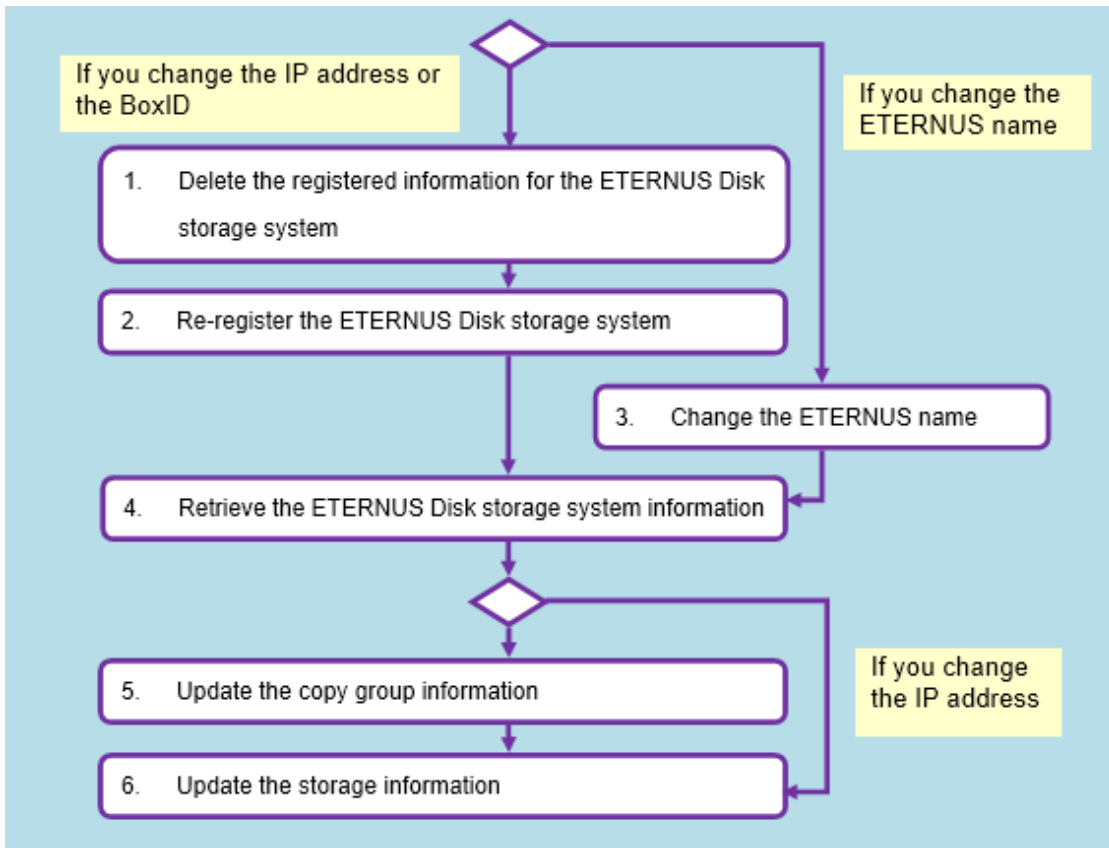 If you change the IP address or
the BoxID
If you change the
ETERNUS name
1. Delete the registered information for the ETERNUS Disk
storage system
2. Re-register the ETERNUS Disk storage system
3. Change the ETERNUS name
4. Retrieve the ETERNUS Disk storage system information
5. Update the copy group information
If you change
the IP address
6. Update the storage information